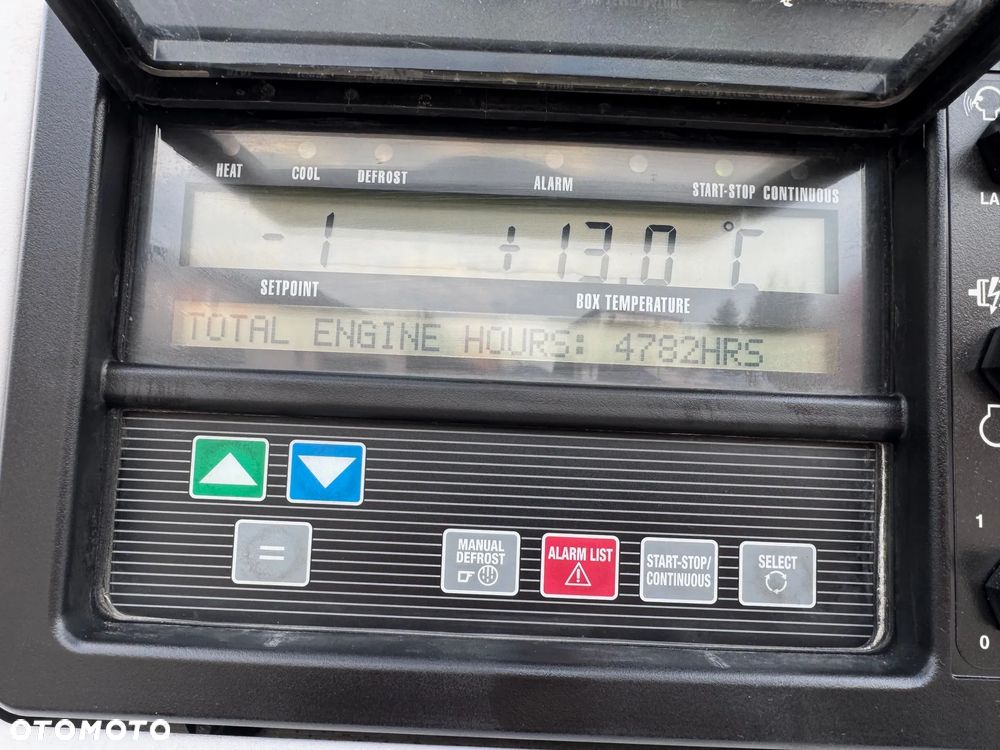 HEAT COOL DEFROST ALARM START-STOP CONTINUOUS
-1 +13.0 °C
SETPOINT BOX TEMPERATURE
TOTAL ENGINE HOURS: 4782HRS
MANUAL DEFROST
ALARM LIST
START-STOP/
CONTINUOUS
SELECT
=
LA
1
0
OTOMOTO